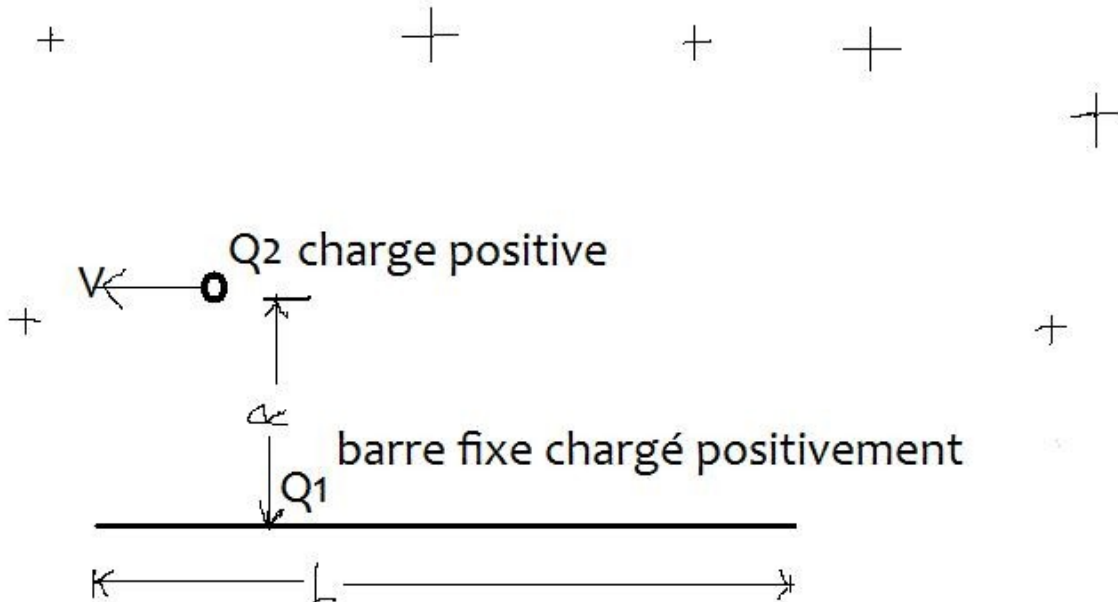 Q2 charge positive
V
d
barre fixe chargé positivement
Q1
L